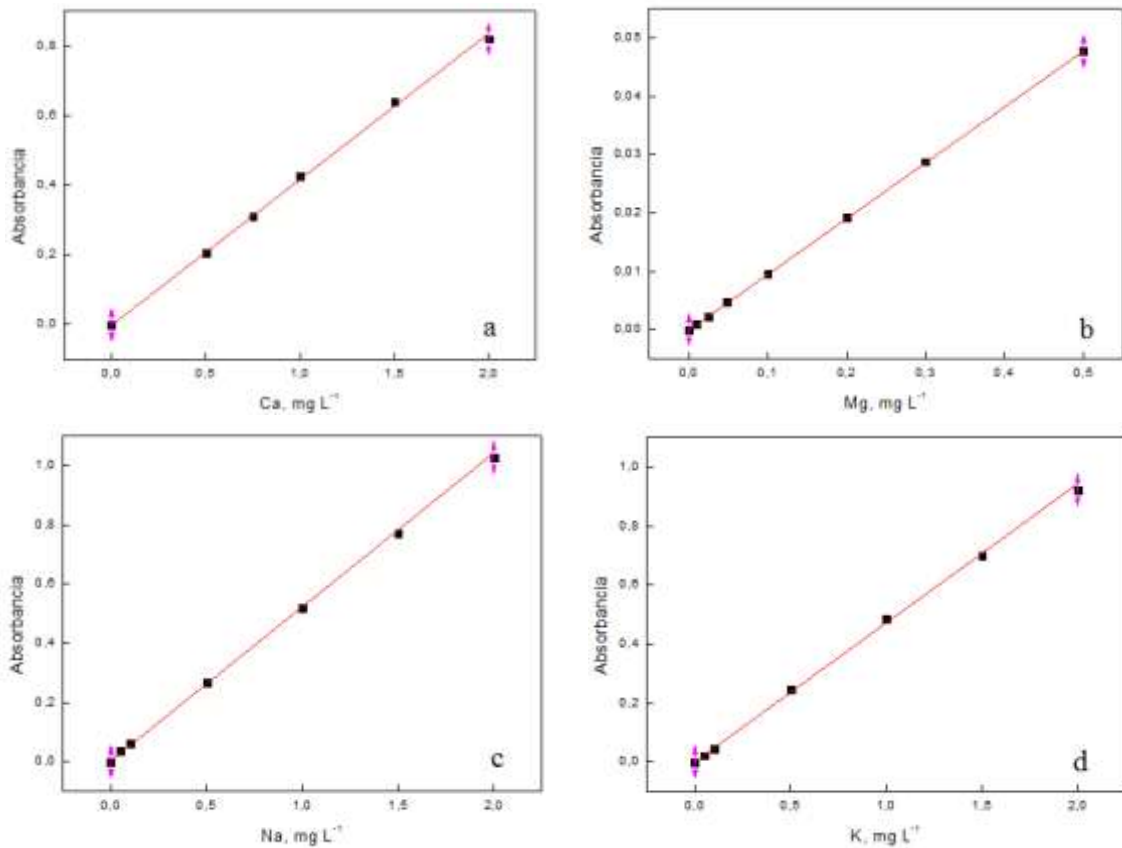 0,8
0,6
0,4
0,2
0,0
Absorbancia
a
0,0 0,5 1,0 1,5 2,0
Ca, mg L⁻¹
0,05
0,04
0,03
0,02
0,01
0,00
Absorbancia
b
0,0 0,1 0,2 0,3 0,4 0,5
Mg, mg L⁻¹
1,0
0,8
0,6
0,4
0,2
0,0
Absorbancia
c
0,0 0,5 1,0 1,5 2,0
Na, mg L⁻¹
1,0
0,8
0,6
0,4
0,2
0,0
Absorbancia
d
0,0 0,5 1,0 1,5 2,0
K, mg L⁻¹